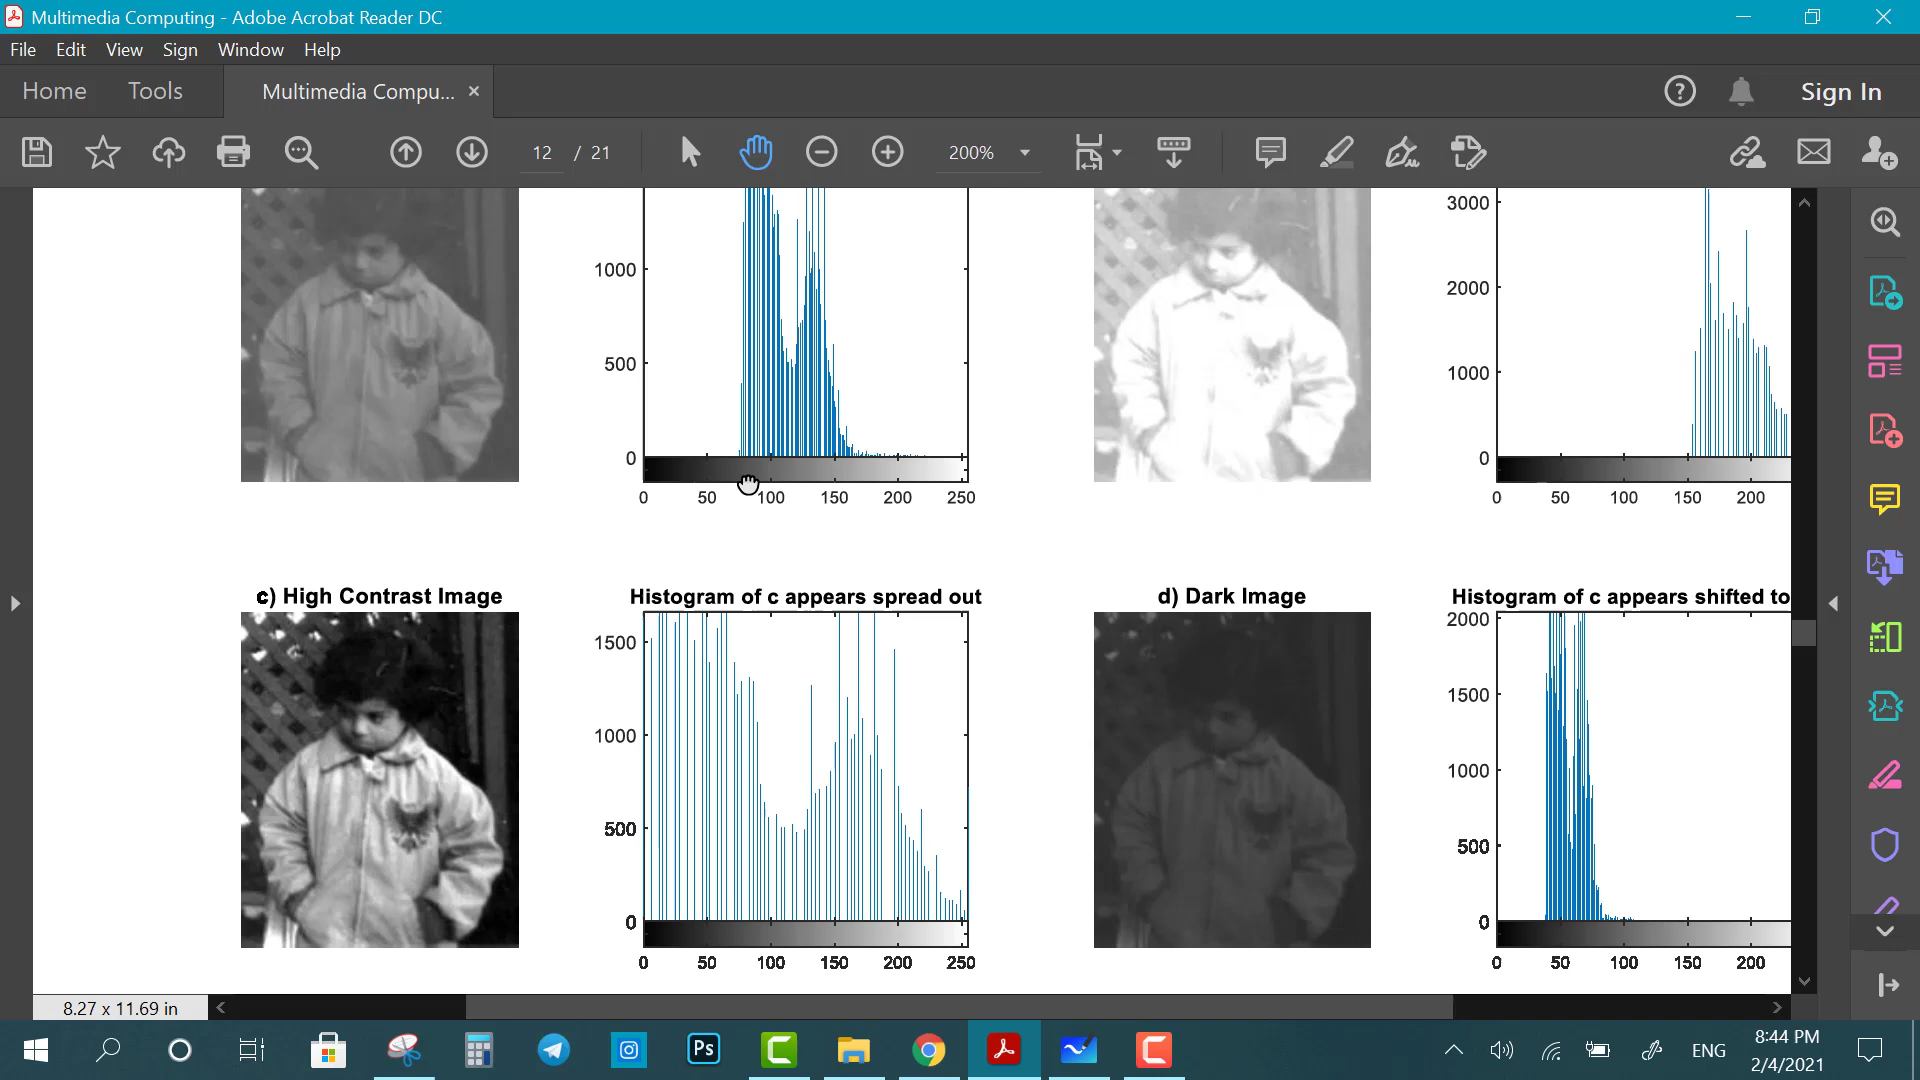 Multimedia Computing - Adobe Acrobat Reader DC
File Edit View Sign Window Help
Home Tools Multimedia Compu... × Sign In
12 / 21 200%
1000
500
0
0 50 100 150 200 250
3000
2000
1000
0
0 50 100 150 200
c) High Contrast Image
Histogram of c appears spread out
1500
1000
500
0
0 50 100 150 200 250
d) Dark Image
Histogram of c appears shifted to
2000
1500
1000
500
0
0 50 100 150 200
8.27 x 11.69 in
Ps
ENG
8:44 PM
2/4/2021